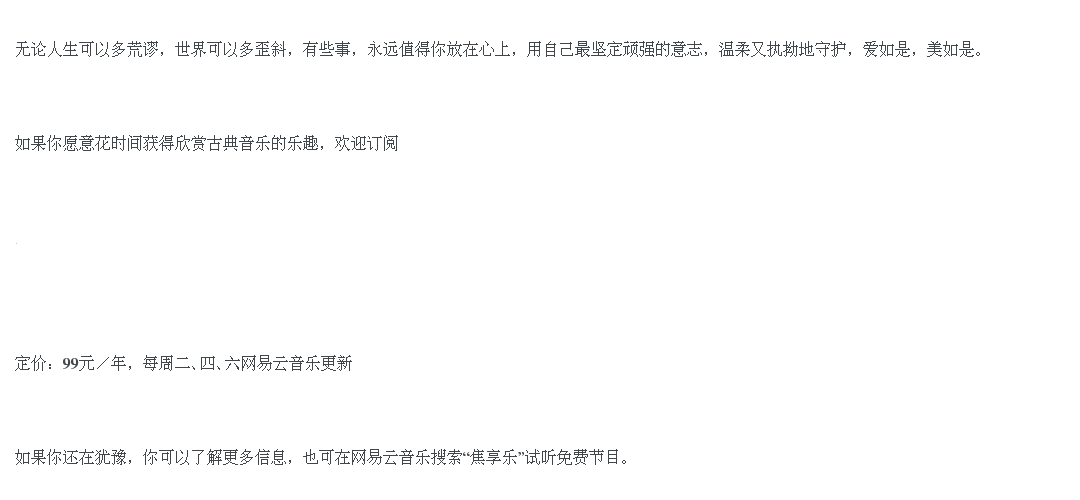 无论人生可以多荒谬，世界可以多歪斜，有些事，永远值得你放在心上，用自己最坚定顽强的意志，温柔又执拗地守护，爱如是，美如是。
如果你愿意花时间获得欣赏古典音乐的乐趣，欢迎订阅
定价：99元／年，每周二、四、六网易云音乐更新
如果你还在犹豫，你可以了解更多信息，也可在网易云音乐搜索“焦享乐”试听免费节目。